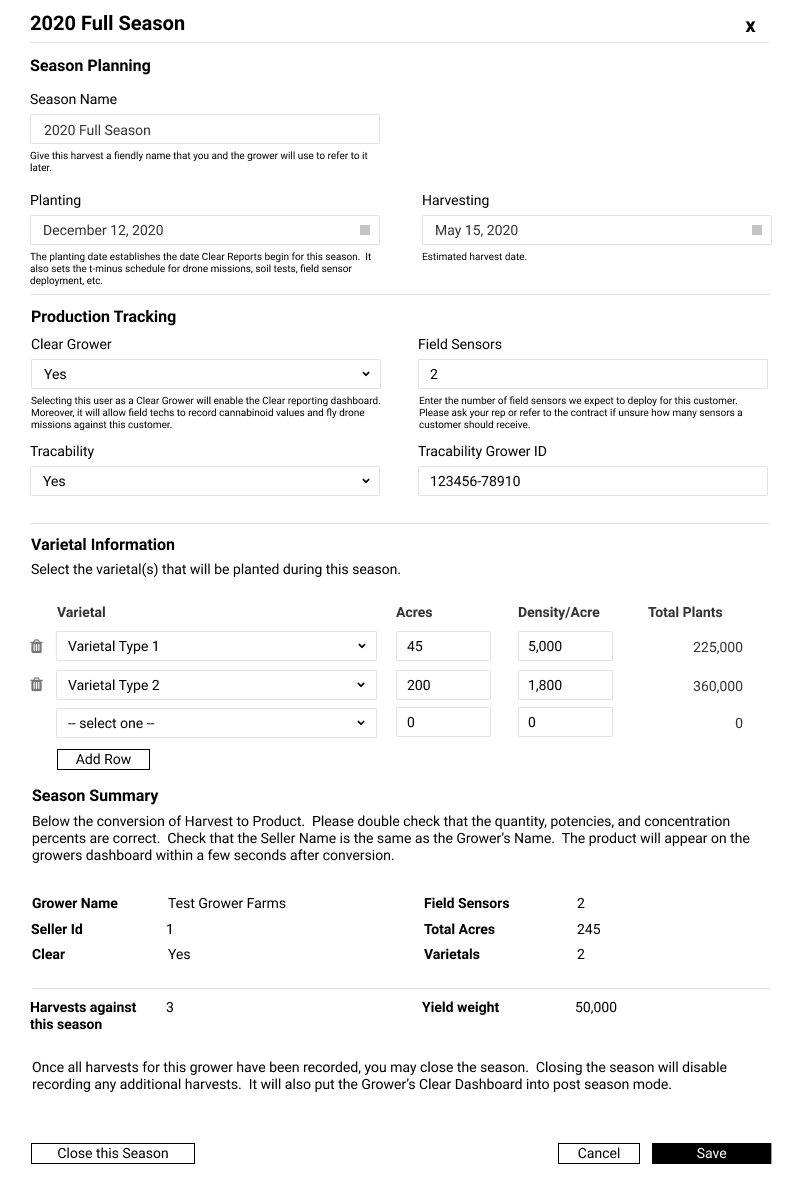 2020 Full Season
x
Season Planning
Season Name
2020 Full Season
Give this harvest a fiendly name that you and the grower will use to refer to it
later.
Planting
Harvesting
December 12, 2020
May 15, 2020
The planting date establishes the date Clear Reports begin for this season.  It
also sets the t-minus schedule for drone missions, soil tests, field sensor
deployment, etc.
Estimated harvest date.
Production Tracking
Clear Grower
Field Sensors
Yes
2
Selecting this user as a Clear Grower will enable the Clear reporting dashboard.
Moreover, it will allow field techs to record cannabinoid values and fly drone
missions against this customer.
Enter the number of field sensors we expect to deploy for this customer.
Please ask your rep or refer to the contract if unsure how many sensors a
customer should receive.
Tracability
Tracability Grower ID
Yes
123456-78910
Varietal Information
Select the varietal(s) that will be planted during this season.
Varietal Acres Density/Acre Total Plants
Varietal Type 1 45 5,000 225,000
Varietal Type 2 200 1,800 360,000
-- select one -- 0 0 0
Add Row
Season Summary
Below the conversion of Harvest to Product.  Please double check that the quantity, potencies, and concentration
percents are correct.  Check that the Seller Name is the same as the Grower's Name.  The product will appear on the
growers dashboard within a few seconds after conversion.
Grower Name Test Grower Farms Field Sensors 2
Seller Id 1 Total Acres 245
Clear Yes Varietals 2
Harvests against 3 Yield weight 50,000
this season
Once all harvests for this grower have been recorded, you may close the season.  Closing the season will disable
recording any additional harvests.  It will also put the Grower's Clear Dashboard into post season mode.
Close this Season Cancel Save